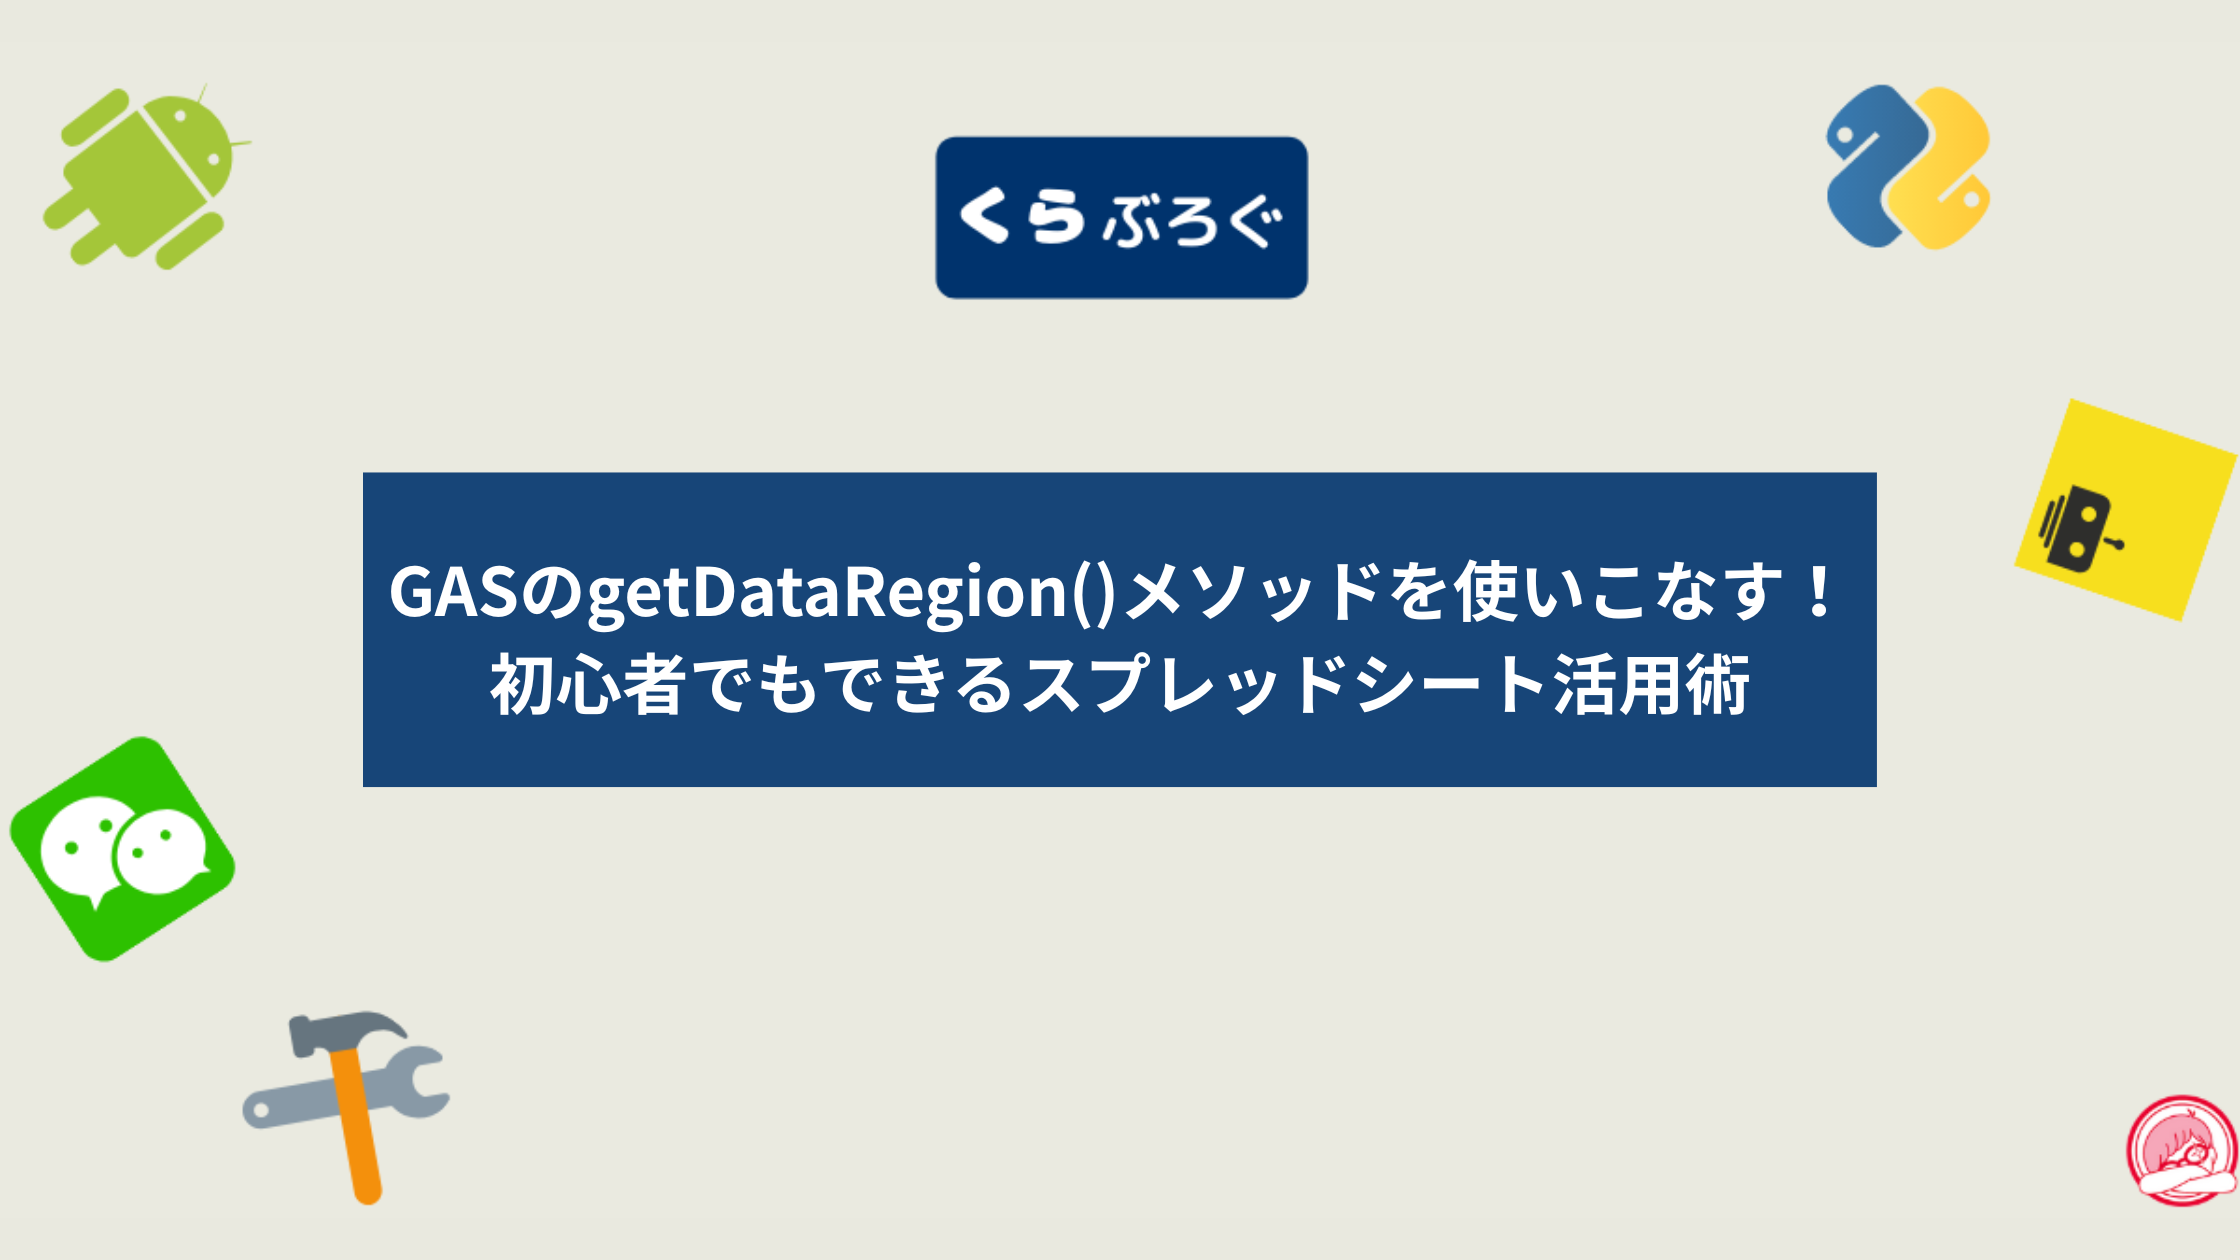 くらぶろぐ
GASのgetDataRegion()メソッドを使いこなす！
初心者でもできるスプレッドシート活用術